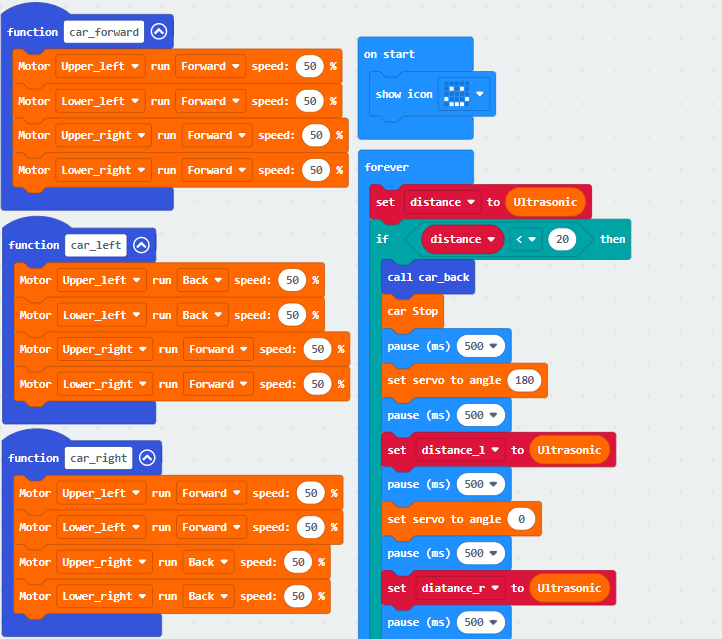 function car_forward
Motor Upper_left run Forward speed: 50 %
Motor Lower_left run Forward speed: 50 %
Motor Upper_right run Forward speed: 50 %
Motor Lower_right run Forward speed: 50 %
function car_left
Motor Upper_left run Back speed: 50 %
Motor Lower_left run Back speed: 50 %
Motor Upper_right run Forward speed: 50 %
Motor Lower_right run Forward speed: 50 %
function car_right
Motor Upper_left run Forward speed: 50 %
Motor Lower_left run Forward speed: 50 %
Motor Upper_right run Back speed: 50 %
Motor Lower_right run Back speed: 50 %
on start
show icon
forever
set distance to Ultrasonic
if distance < 20 then
call car_back
car Stop
pause (ms) 500
set servo to angle 180
pause (ms) 500
set distance_l to Ultrasonic
pause (ms) 500
set servo to angle 0
pause (ms) 500
set diatance_r to Ultrasonic
pause (ms) 500